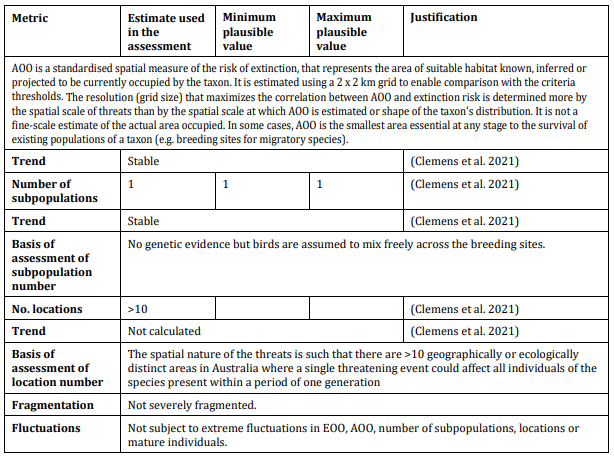 Metric Estimate used in the assessment Minimum plausible value Maximum plausible value Justification
AOO is a standardised spatial measure of the risk of extinction, that represents the area of suitable habitat known, inferred or
projected to be currently occupied by the taxon. It is estimated using a 2 x 2 km grid to enable comparison with the criteria
thresholds. The resolution (grid size) that maximizes the correlation between AOO and extinction risk is determined more by
the spatial scale of threats than by the spatial scale at which AOO is estimated or shape of the taxon's distribution. It is not a
fine-scale estimate of the actual area occupied. In some cases, AOO is the smallest area essential at any stage to the survival of
existing populations of a taxon (e.g. breeding sites for migratory species).
Trend Stable (Clemens et al. 2021)
Number of subpopulations 1 1 1 (Clemens et al. 2021)
Trend Stable (Clemens et al. 2021)
Basis of assessment of subpopulation number
No genetic evidence but birds are assumed to mix freely across the breeding sites.
No. locations >10 (Clemens et al. 2021)
Trend Not calculated (Clemens et al. 2021)
Basis of assessment of location number
The spatial nature of the threats is such that there are >10 geographically or ecologically
distinct areas in Australia where a single threatening event could affect all individuals of the
species present within a period of one generation
Fragmentation Not severely fragmented.
Fluctuations Not subject to extreme fluctuations in EOO, AOO, number of subpopulations, locations or
mature individuals.